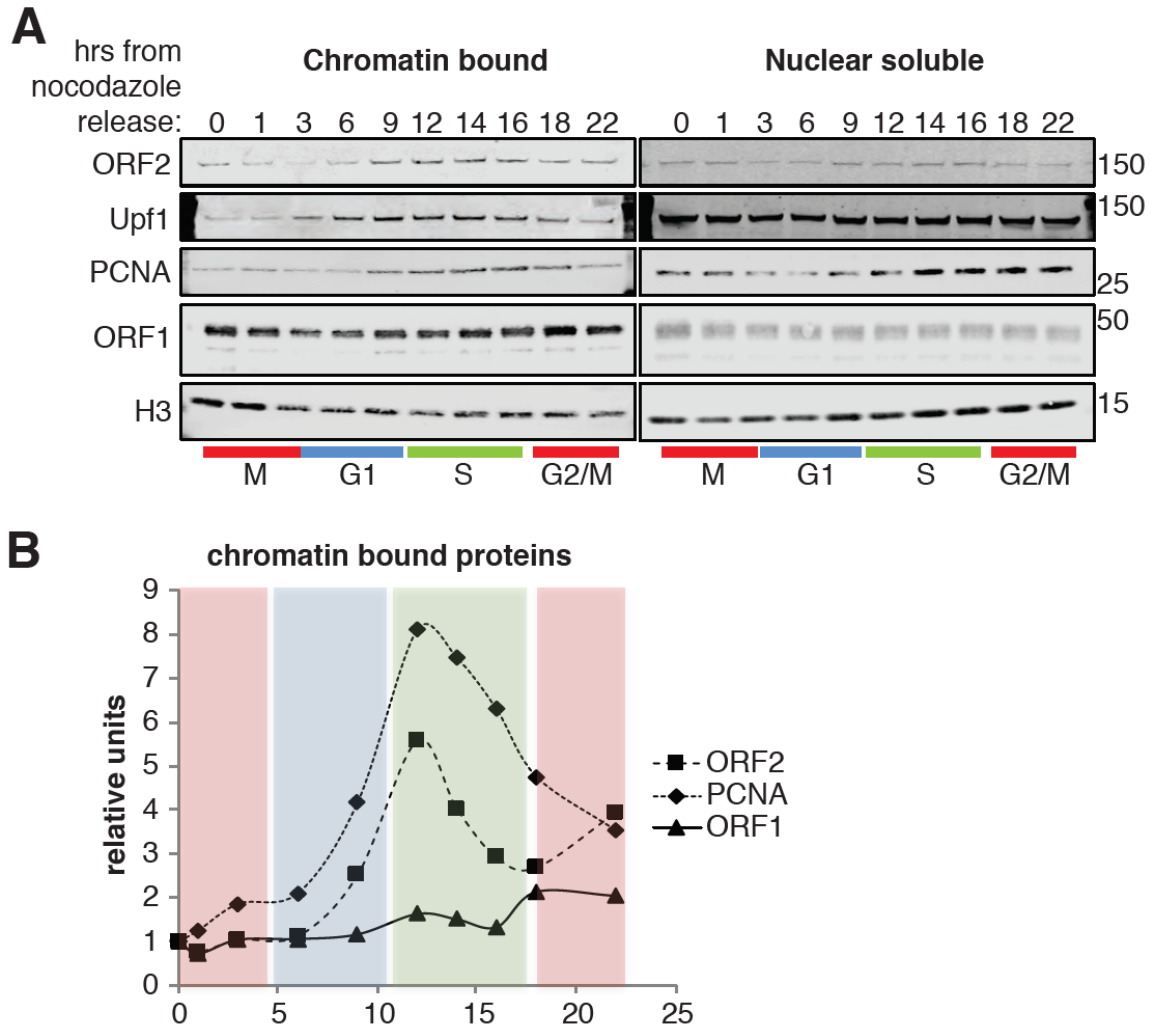 A
hrs from
nocodazole
release:
Chromatin bound
Nuclear soluble
0 1 3 6 9 12 14 16 18 22
0 1 3 6 9 12 14 16 18 22
ORF2
150
Upf1
150
PCNA
25
ORF1
50
H3
15
M G1 S G2/M
M G1 S G2/M
B
chromatin bound proteins
relative units
9
8
7
6
5
4
3
2
1
0
0 5 10 15 20 25
ORF2
PCNA
ORF1